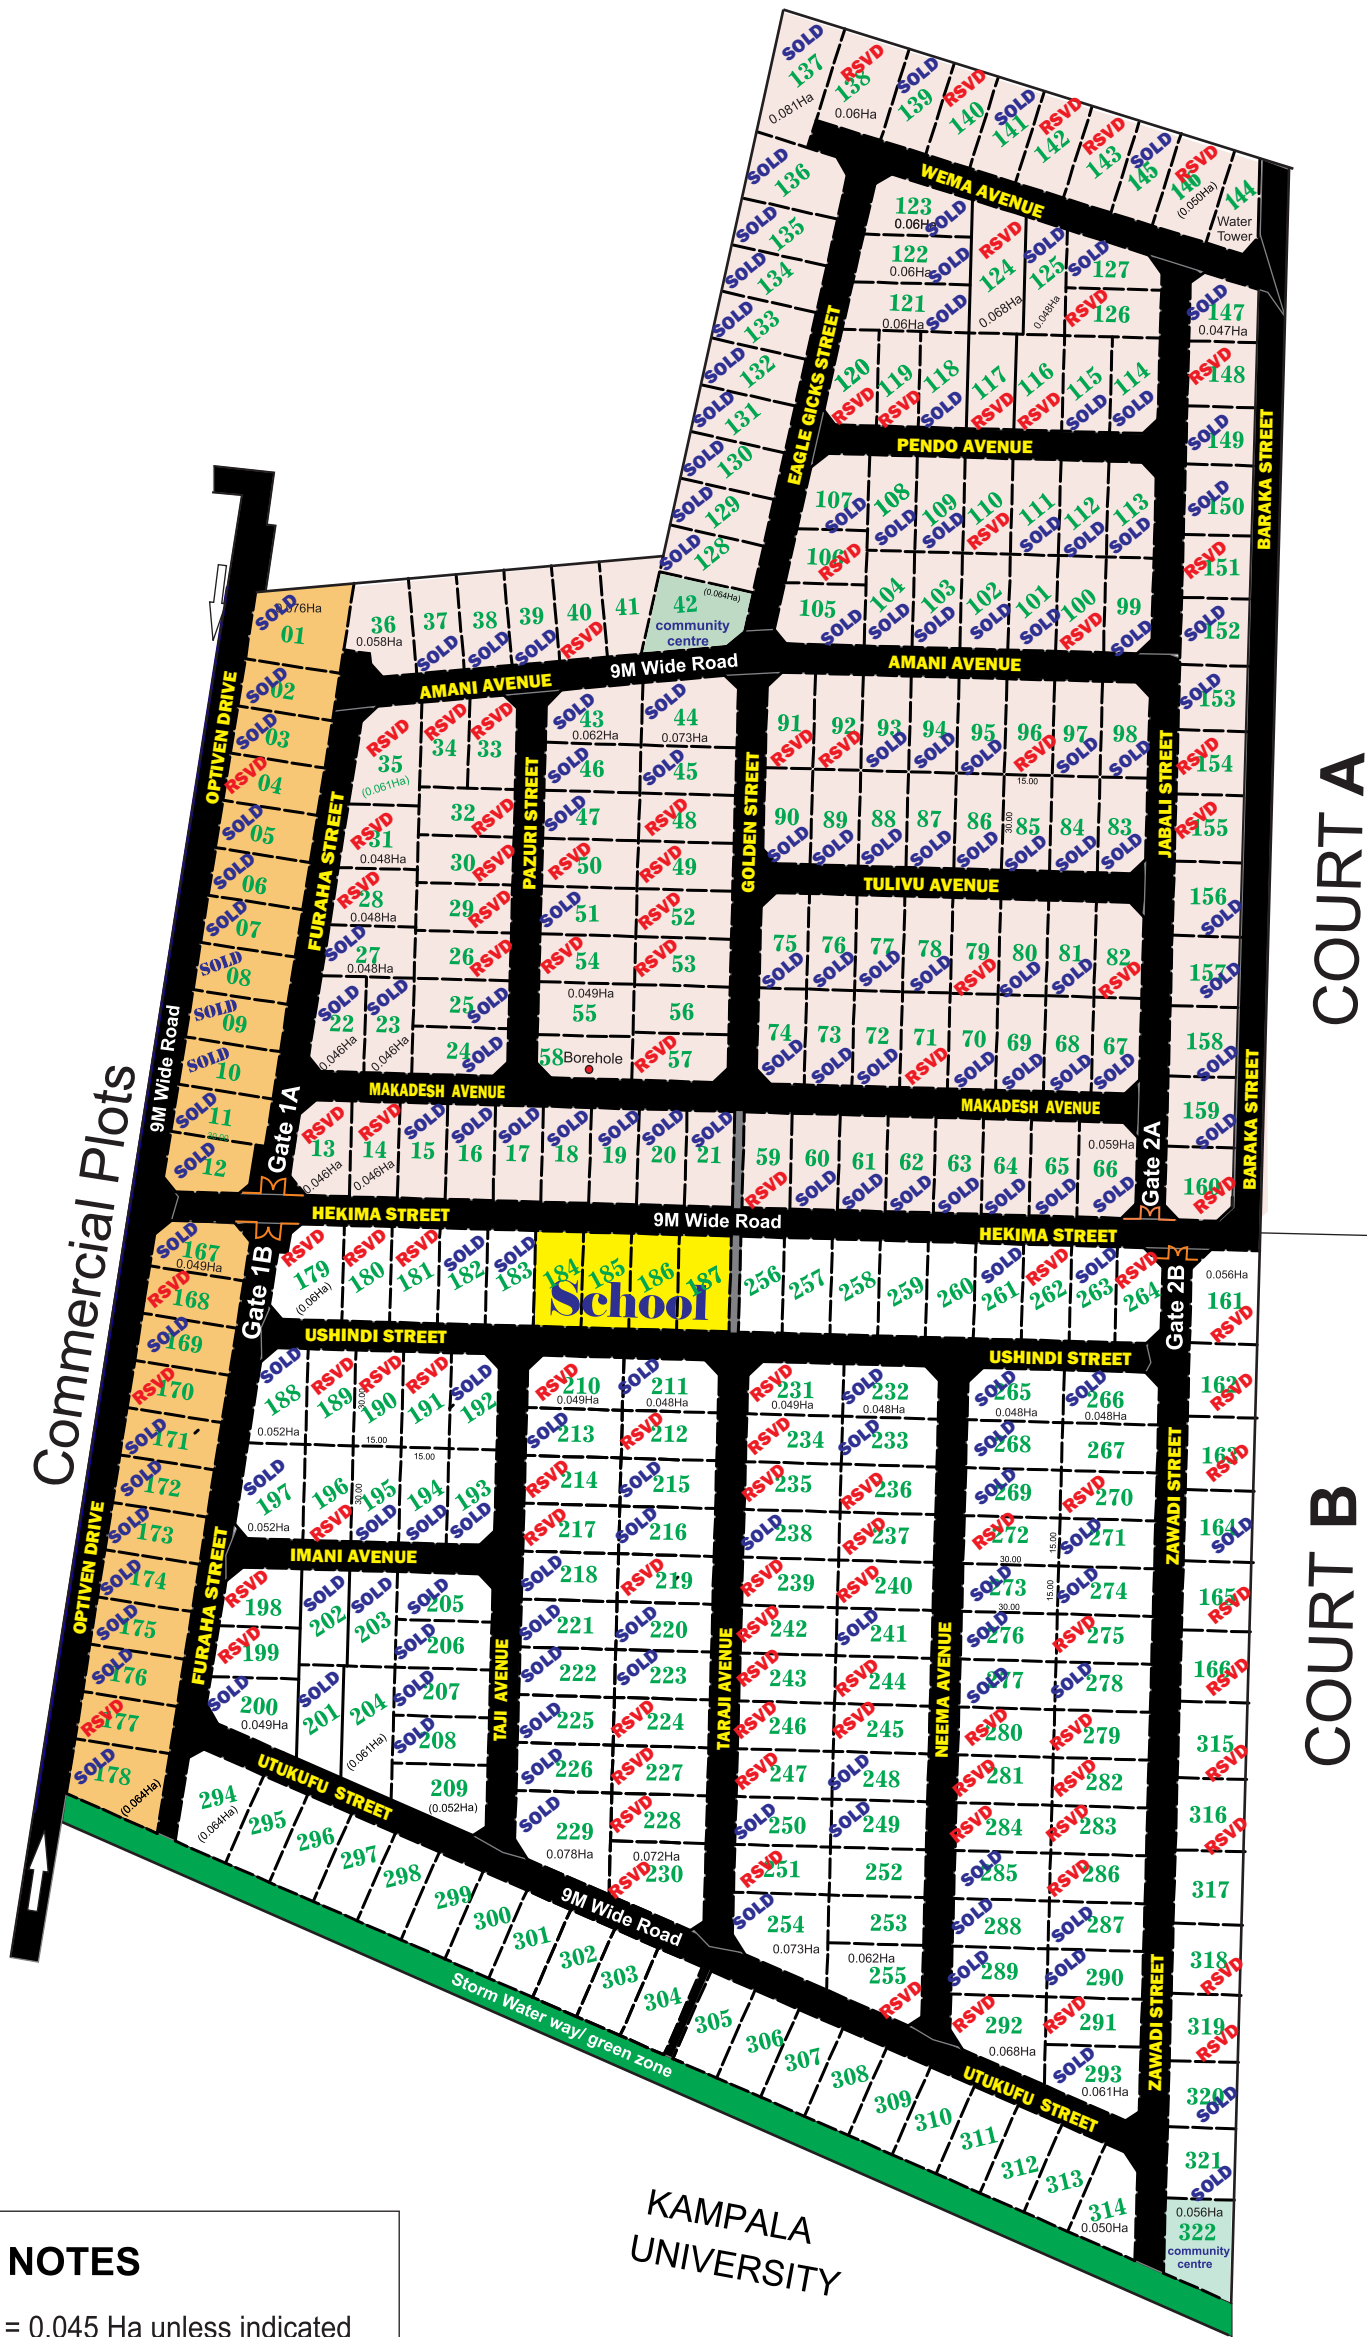 SOLD
137
0.081Ha
RSVD
138
0.06Ha
SOLD
139
RSVD
140
SOLD
141
RSVD
142
RSVD
143
SOLD
145
RSVD
146
(0.050Ha)
144
Water
Tower
WEMA AVENUE
SOLD
136
SOLD
135
SOLD
134
SOLD
133
SOLD
132
SOLD
131
SOLD
130
SOLD
129
SOLD
128
EAGLE GICKS STREET
123
0.06Ha
SOLD
122
0.06Ha
SOLD
121
0.06Ha
SOLD
RSVD
124
0.068Ha
SOLD
125
0.048Ha
SOLD
127
RSVD
126
120
RSVD
119
RSVD
118
SOLD
117
RSVD
116
RSVD
115
SOLD
114
SOLD
PENDO AVENUE
SOLD
147
0.047Ha
RSVD
148
SOLD
149
SOLD
150
RSVD
151
SOLD
152
SOLD
153
RSVD
154
RSVD
155
156
SOLD
157
SOLD
158
SOLD
159
SOLD
160
RSVD
BARAKA STREET
BARAKA STREET
107
SOLD
108
SOLD
109
SOLD
110
RSVD
111
SOLD
112
SOLD
113
SOLD
106
RSVD
105
SOLD
104
SOLD
103
SOLD
102
SOLD
101
SOLD
100
RSVD
99
SOLD
AMANI AVENUE
42
(0.064Ha)
community
centre
36
0.058Ha
37
SOLD
38
SOLD
39
SOLD
40
RSVD
41
9M Wide Road
AMANI AVENUE
SOLD
0.076Ha
01
SOLD
02
SOLD
03
RSVD
04
SOLD
05
SOLD
06
SOLD
07
SOLD
08
SOLD
09
SOLD
10
SOLD
11
30.00
SOLD
12
OPTIVEN DRIVE
9M Wide Road
Commercial Plots
FURAHA STREET
RSVD
35
(0.061Ha)
RSVD
34
RSVD
33
RSVD
31
0.048Ha
32
RSVD
RSVD
28
0.048Ha
30
RSVD
29
RSVD
SOLD
27
0.048Ha
26
RSVD
SOLD
22
0.046Ha
SOLD
23
0.046Ha
25
SOLD
24
SOLD
PAZURI STREET
SOLD
43
0.062Ha
SOLD
44
0.073Ha
SOLD
46
SOLD
45
SOLD
47
RSVD
48
RSVD
50
RSVD
49
SOLD
51
RSVD
52
RSVD
54
RSVD
53
0.049Ha
55
56
58
Borehole
RSVD
57
GOLDEN STREET
91
RSVD
92
RSVD
93
SOLD
94
SOLD
95
SOLD
96
RSVD
97
SOLD
98
SOLD
15.00
30.00
90
SOLD
89
SOLD
88
SOLD
87
SOLD
86
SOLD
85
SOLD
84
SOLD
83
SOLD
TULIVU AVENUE
75
SOLD
76
SOLD
77
SOLD
78
SOLD
79
RSVD
80
SOLD
81
SOLD
82
RSVD
74
SOLD
73
SOLD
72
SOLD
71
RSVD
70
SOLD
69
SOLD
68
SOLD
67
SOLD
JABALI STREET
COURT A
MAKADESH AVENUE
MAKADESH AVENUE
Gate 1A
RSVD
13
0.046Ha
RSVD
14
0.046Ha
SOLD
15
SOLD
16
SOLD
17
SOLD
18
SOLD
19
SOLD
20
SOLD
21
59
RSVD
60
SOLD
61
SOLD
62
SOLD
63
SOLD
64
SOLD
65
SOLD
0.059Ha
66
SOLD
Gate 2A
HEKIMA STREET
9M Wide Road
HEKIMA STREET
SOLD
167
0.049Ha
RSVD
168
SOLD
169
RSVD
170
SOLD
171
SOLD
172
SOLD
173
SOLD
174
SOLD
175
SOLD
176
RSVD
177
SOLD
178
(0.064Ha)
OPTIVEN DRIVE
Gate 1B
FURAHA STREET
RSVD
179
(0.06Ha)
RSVD
180
RSVD
181
SOLD
182
SOLD
183
184
185
186
187
School
256
257
258
259
260
SOLD
261
RSVD
262
SOLD
263
RSVD
264
Gate 2B
USHINDI STREET
USHINDI STREET
0.056Ha
161
RSVD
162
RSVD
163
RSVD
164
SOLD
165
RSVD
166
RSVD
315
RSVD
316
RSVD
317
318
RSVD
319
RSVD
320
SOLD
321
SOLD
0.056Ha
322
community
centre
ZAWADI STREET
ZAWADI STREET
COURT B
SOLD
188
0.052Ha
RSVD
189
30.00
RSVD
190
15.00
RSVD
191
15.00
SOLD
192
SOLD
197
0.052Ha
196
RSVD
30.00
195
SOLD
194
SOLD
193
SOLD
IMANI AVENUE
RSVD
198
RSVD
199
SOLD
200
0.049Ha
SOLD
202
SOLD
203
SOLD
201
204
(0.061Ha)
SOLD
205
SOLD
206
SOLD
207
SOLD
208
209
(0.052Ha)
TAJI AVENUE
RSVD
210
0.049Ha
SOLD
211
0.048Ha
SOLD
213
RSVD
212
RSVD
214
SOLD
215
RSVD
217
SOLD
216
SOLD
218
RSVD
219
SOLD
221
SOLD
220
SOLD
222
SOLD
223
SOLD
225
RSVD
224
SOLD
226
RSVD
227
SOLD
229
0.078Ha
RSVD
228
0.072Ha
RSVD
230
TARAJI AVENUE
RSVD
231
0.049Ha
SOLD
232
0.048Ha
RSVD
234
SOLD
233
RSVD
235
RSVD
236
SOLD
238
RSVD
237
RSVD
239
RSVD
240
RSVD
242
SOLD
241
RSVD
243
RSVD
244
RSVD
246
RSVD
245
RSVD
247
SOLD
248
SOLD
250
SOLD
249
RSVD
251
252
SOLD
254
0.073Ha
253
0.062Ha
255
RSVD
NEEMA AVENUE
SOLD
265
0.048Ha
SOLD
266
0.048Ha
SOLD
268
267
SOLD
269
RSVD
270
RSVD
272
30.00
15.00
SOLD
271
SOLD
273
30.00
15.00
SOLD
274
SOLD
276
RSVD
275
SOLD
277
SOLD
278
RSVD
280
RSVD
279
RSVD
281
RSVD
282
RSVD
284
RSVD
283
SOLD
285
RSVD
286
SOLD
288
SOLD
287
SOLD
289
SOLD
290
RSVD
292
0.068Ha
RSVD
291
SOLD
293
0.061Ha
UTUKUFU STREET
9M Wide Road
UTUKUFU STREET
294
(0.064Ha)
295
296
297
298
299
300
301
302
303
304
305
306
307
308
309
310
311
312
313
314
0.050Ha
Storm Water way/ green zone
KAMPALA
UNIVERSITY
NOTES
= 0.045 Ha unless indicated